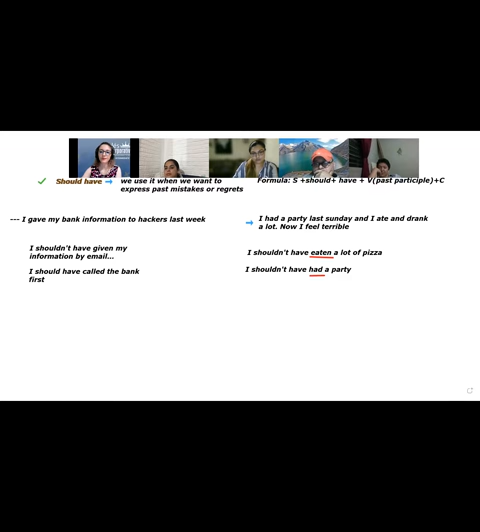 Should have → we use it when we want to
express past mistakes or regrets
Formula: S +should+ have + V(past participle)+C
--- I gave my bank information to hackers last week
I shouldn't have given my
information by email...
I should have called the bank
first
I had a party last sunday and I ate and drank
a lot. Now I feel terrible
I shouldn't have eaten a lot of pizza
I shouldn't have had a party